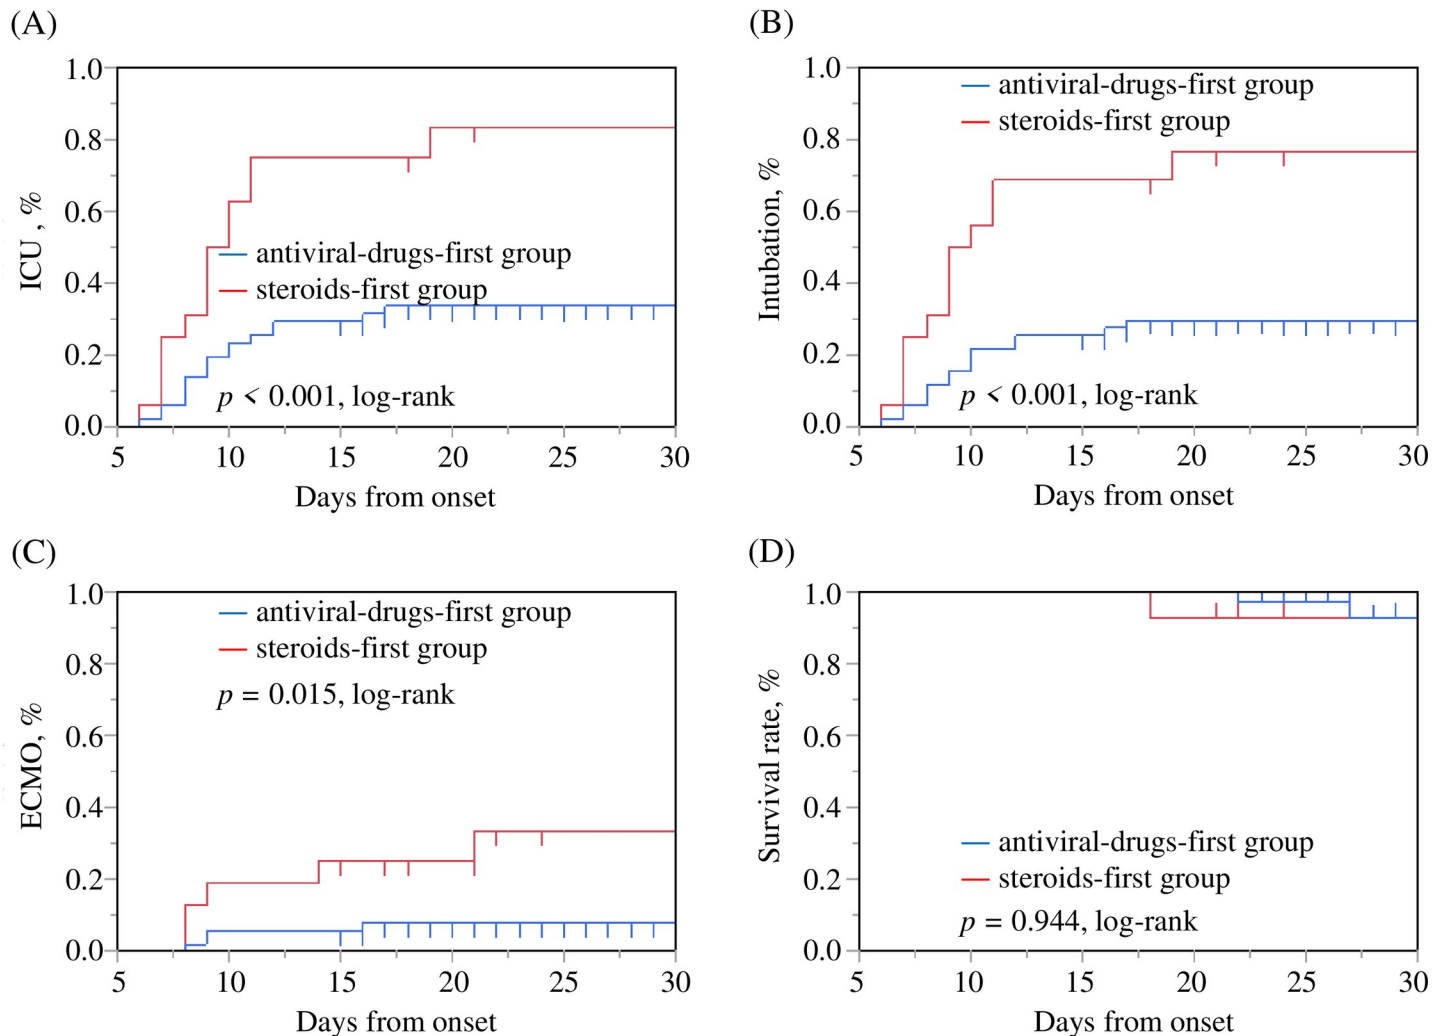 (A)
1.0
0.8
0.6
0.4
0.2
0.0
ICU , %
antiviral-drugs-first group
steroids-first group
p < 0.001, log-rank
5 10 15 20 25 30
Days from onset
(B)
1.0
0.8
0.6
0.4
0.2
0.0
Intubation, %
antiviral-drugs-first group
steroids-first group
p < 0.001, log-rank
5 10 15 20 25 30
Days from onset
(C)
1.0
0.8
0.6
0.4
0.2
0.0
ECMO, %
antiviral-drugs-first group
steroids-first group
p = 0.015, log-rank
5 10 15 20 25 30
Days from onset
(D)
1.0
0.8
0.6
0.4
0.2
0.0
Survival rate, %
antiviral-drugs-first group
steroids-first group
p = 0.944, log-rank
5 10 15 20 25 30
Days from onset